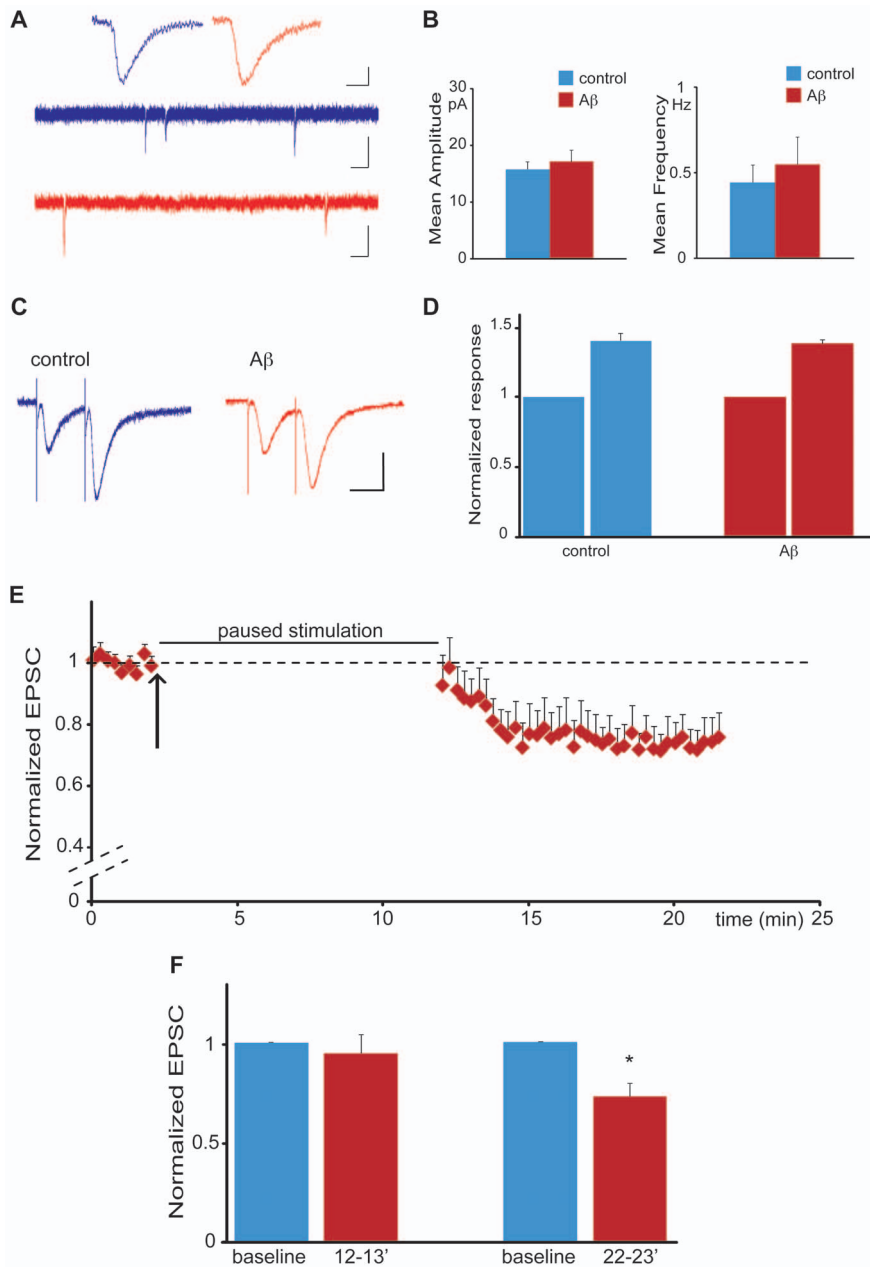 A
B
control
Aβ
30
pA
20
10
0
Mean Amplitude
control
Aβ
1
Hz
0.5
0
Mean Frequency
C
control
Aβ
D
1.5
1
0.5
0
Normalized response
control
Aβ
E
paused stimulation
1
0.8
0.6
0.4
0
Normalized EPSC
0
5
10
15
20
25
time (min)
F
1
0.5
0
Normalized EPSC
*
baseline
12-13'
baseline
22-23'